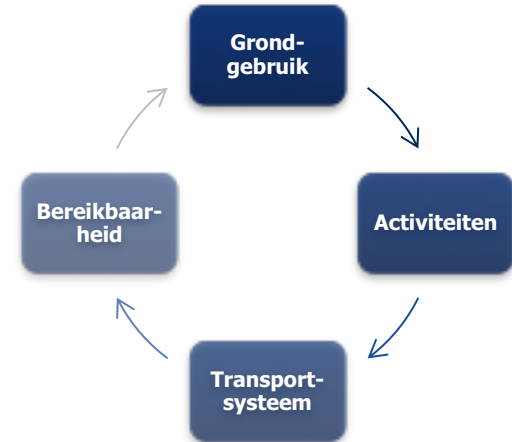 Grond-
gebruik
Activiteiten
Transport-
systeem
Bereikbaar-
heid